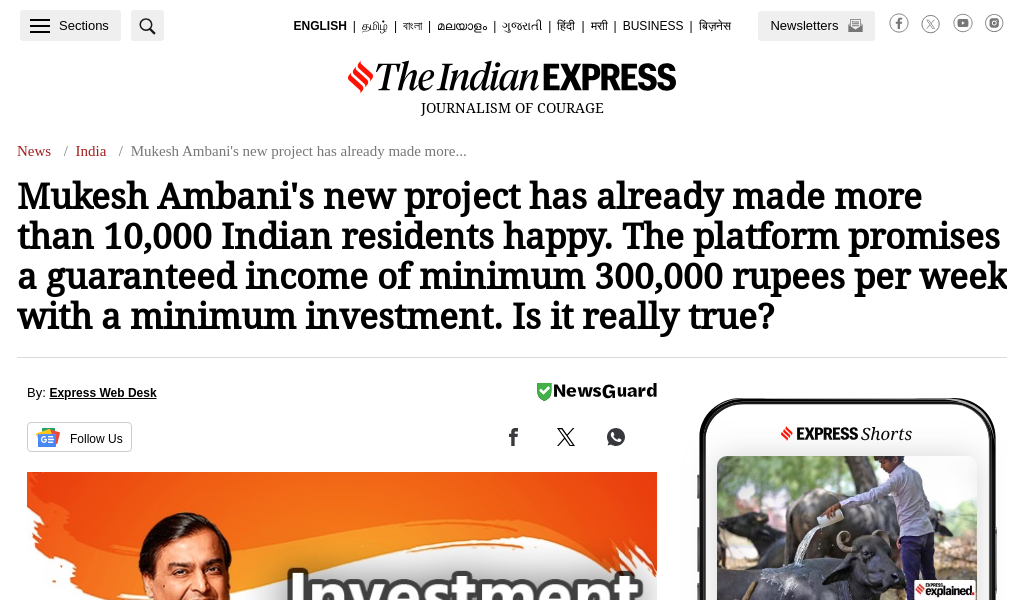 Sections
ENGLISH | தமிழ் | বাংলা | മലയാളം | ગુજરાતી | हिंदी | मराी | BUSINESS | बिज़नेस
Newsletters
The Indian EXPRESS
JOURNALISM OF COURAGE
News / India / Mukesh Ambani's new project has already made more...
Mukesh Ambani's new project has already made more
than 10,000 Indian residents happy. The platform promises
a guaranteed income of minimum 300,000 rupees per week
with a minimum investment. Is it really true?
By: Express Web Desk
NewsGuard
GE Follow Us
EXPRESS Shorts
Investment
EXPRESS
explained.